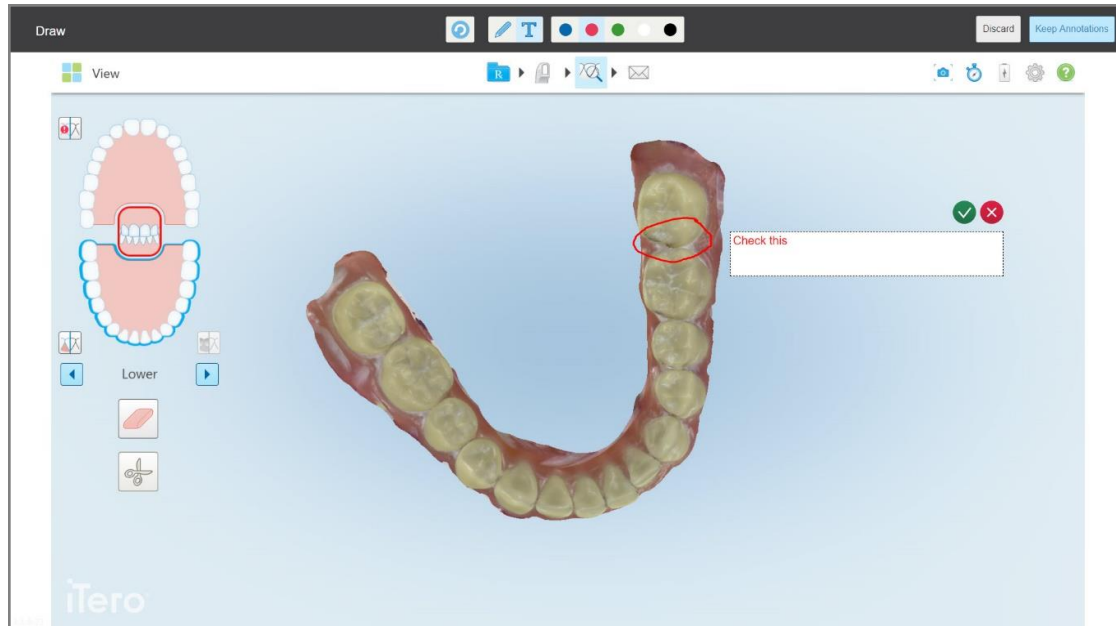 Draw
T
Discard
Keep Annotations
View
R
Check this
Lower
iTero